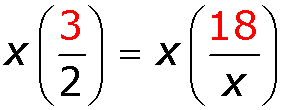 x(3/2) = x(18/x)